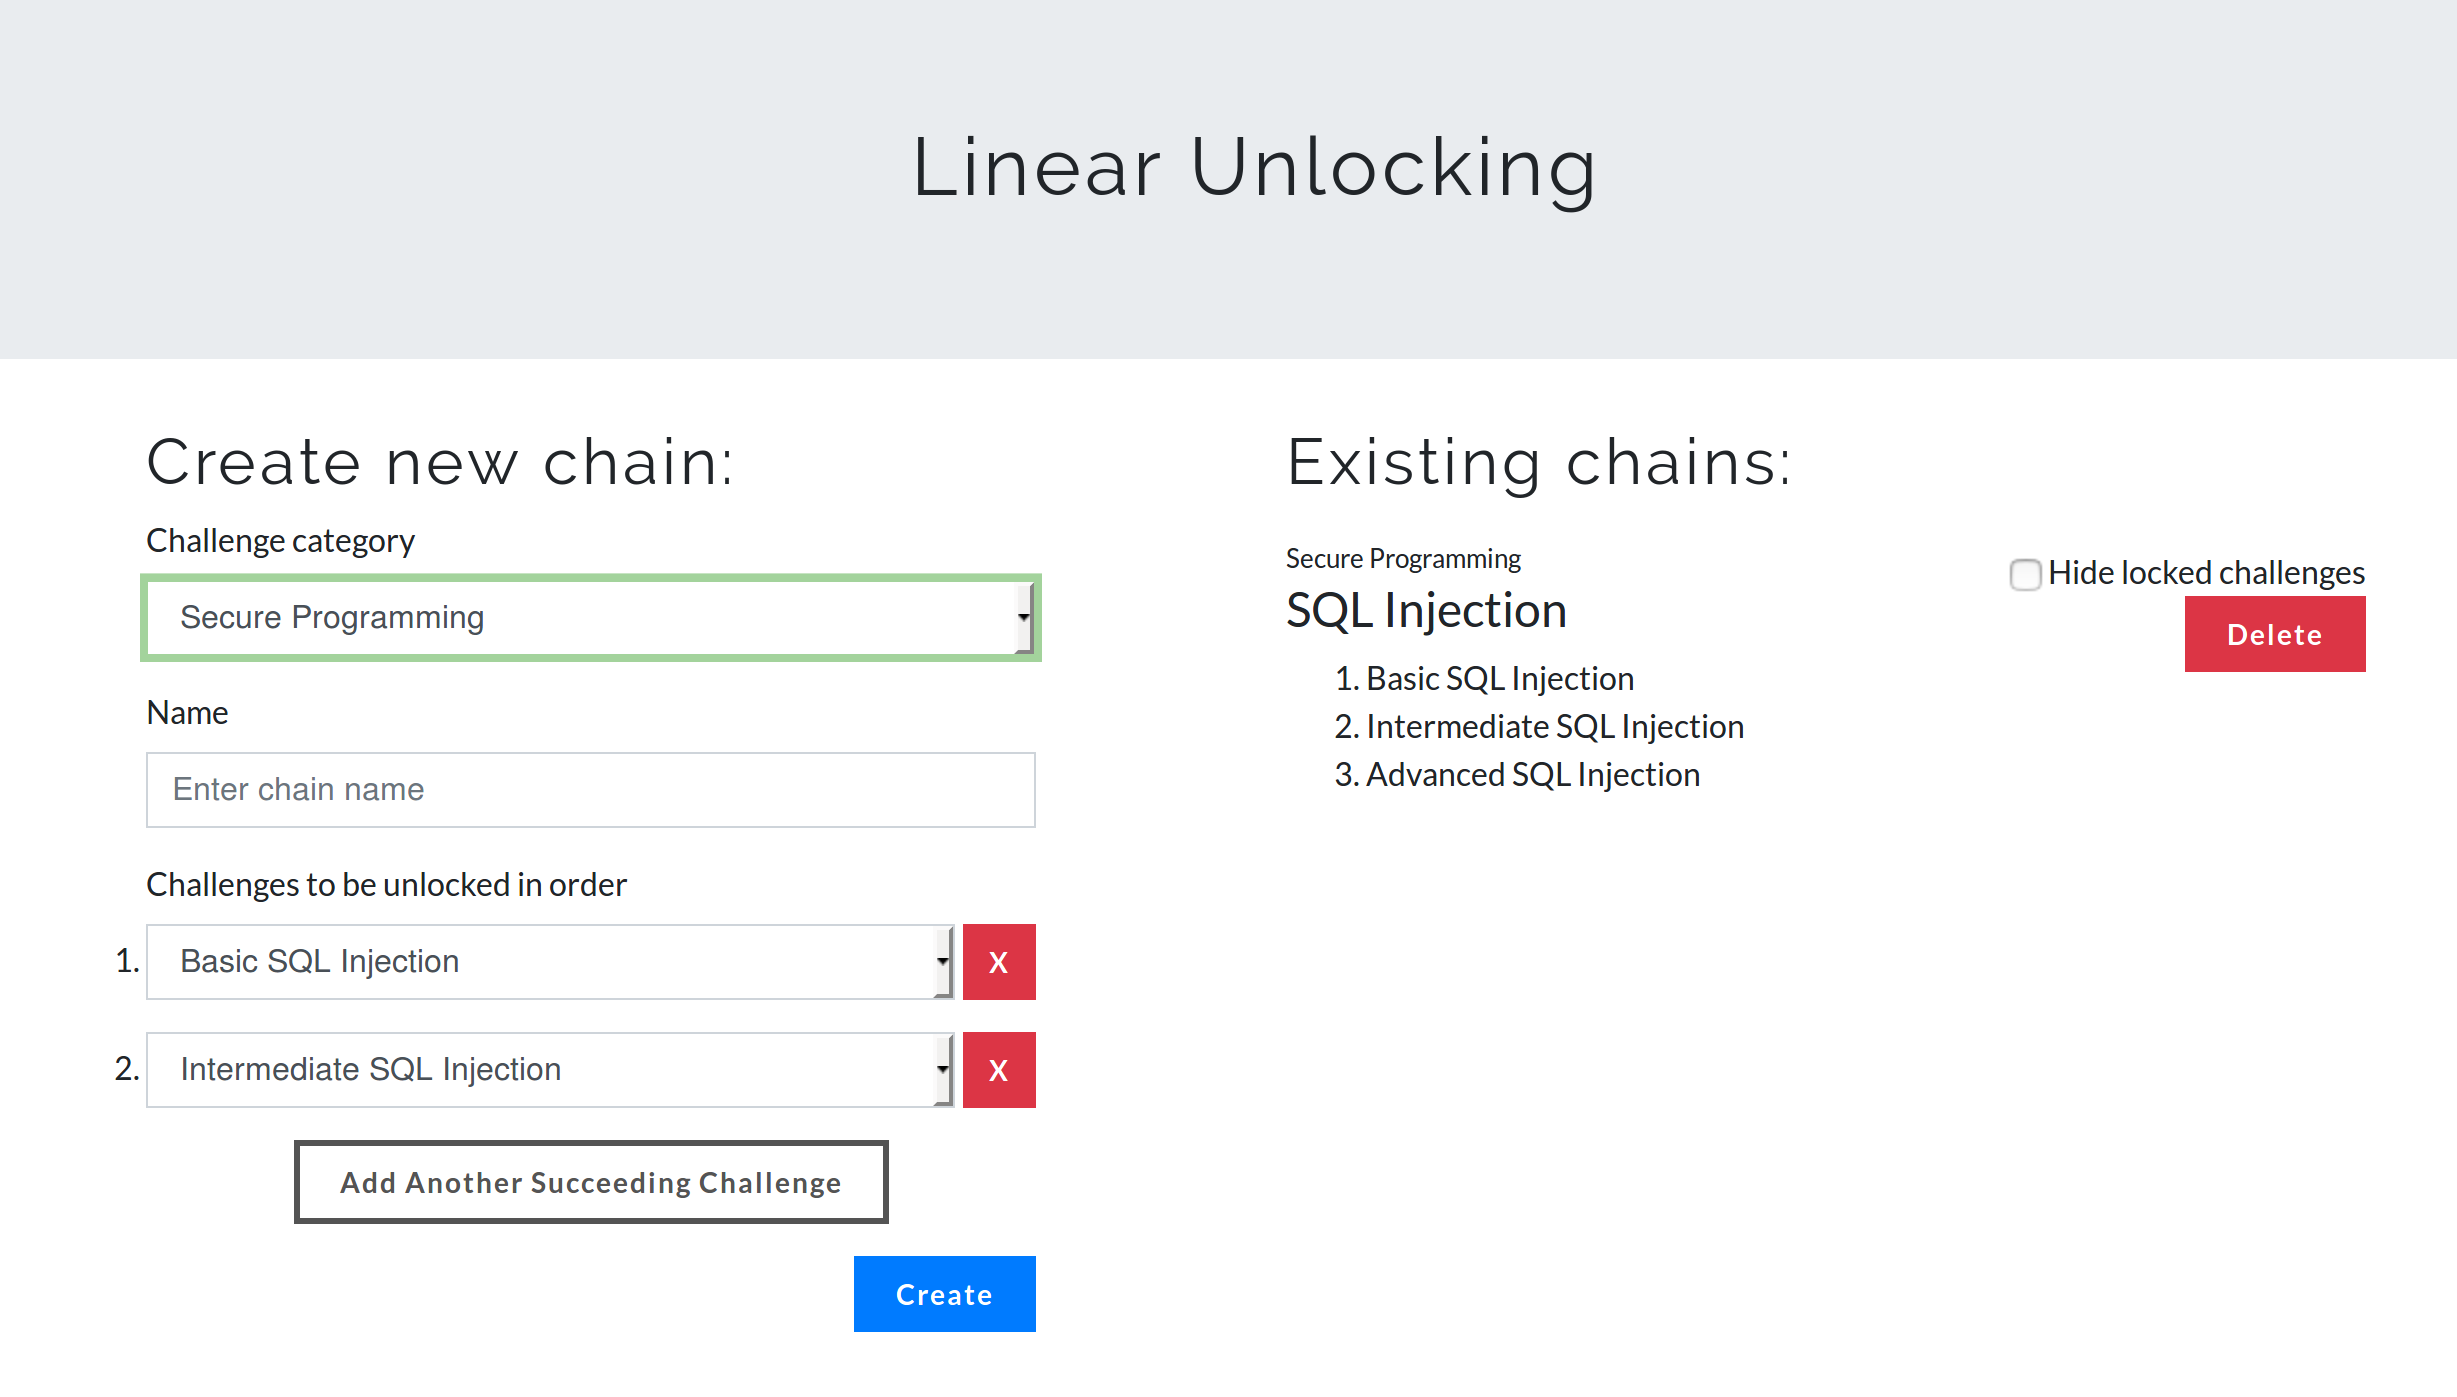 Linear Unlocking
Create new chain:
Challenge category
Secure Programming
Name
Enter chain name
Challenges to be unlocked in order
1. Basic SQL Injection X
2. Intermediate SQL Injection X
Add Another Succeeding Challenge
Create
Existing chains:
Secure Programming
SQL Injection
Hide locked challenges
Delete
1. Basic SQL Injection
2. Intermediate SQL Injection
3. Advanced SQL Injection